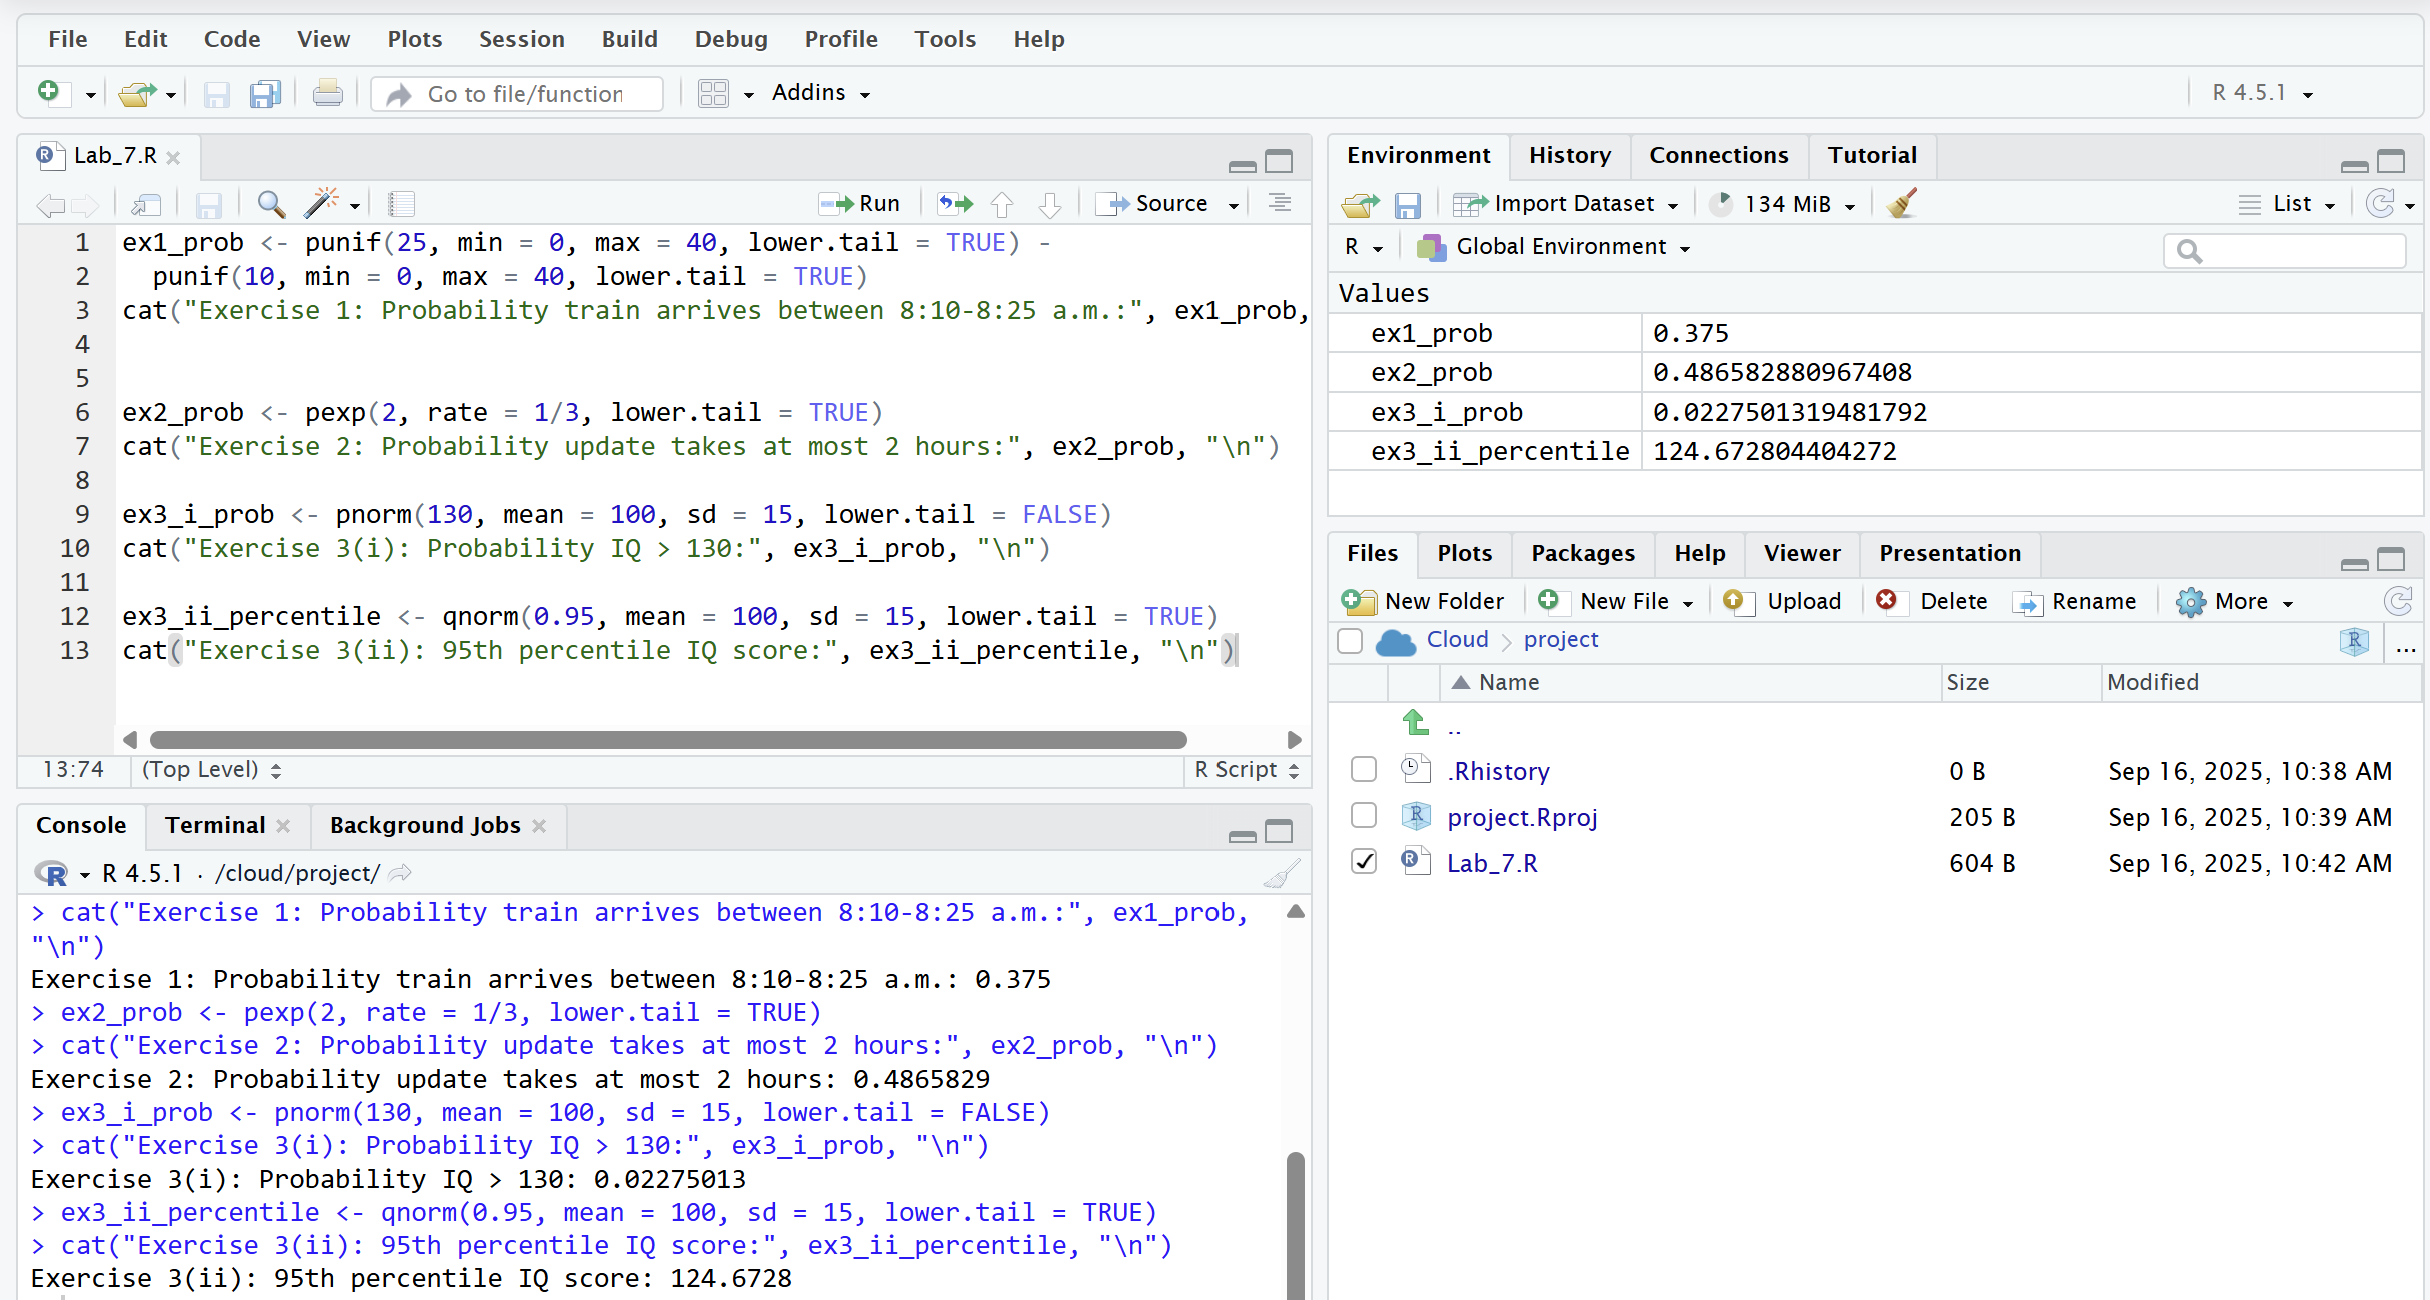 File Edit Code View Plots Session Build Debug Profile Tools Help
Go to file/function Addins R 4.5.1
Lab_7.R
Run Source
1 ex1_prob <- punif(25, min = 0, max = 40, lower.tail = TRUE) -
2   punif(10, min = 0, max = 40, lower.tail = TRUE)
3 cat("Exercise 1: Probability train arrives between 8:10-8:25 a.m.:", ex1_prob,
4
5
6 ex2_prob <- pexp(2, rate = 1/3, lower.tail = TRUE)
7 cat("Exercise 2: Probability update takes at most 2 hours:", ex2_prob, "\n")
8
9 ex3_i_prob <- pnorm(130, mean = 100, sd = 15, lower.tail = FALSE)
10 cat("Exercise 3(i): Probability IQ > 130:", ex3_i_prob, "\n")
11
12 ex3_ii_percentile <- qnorm(0.95, mean = 100, sd = 15, lower.tail = TRUE)
13 cat("Exercise 3(ii): 95th percentile IQ score:", ex3_ii_percentile, "\n")
13:74 (Top Level) R Script
Console Terminal Background Jobs
R 4.5.1 · /cloud/project/
> cat("Exercise 1: Probability train arrives between 8:10-8:25 a.m.:", ex1_prob,
"\n")
Exercise 1: Probability train arrives between 8:10-8:25 a.m.: 0.375
> ex2_prob <- pexp(2, rate = 1/3, lower.tail = TRUE)
> cat("Exercise 2: Probability update takes at most 2 hours:", ex2_prob, "\n")
Exercise 2: Probability update takes at most 2 hours: 0.4865829
> ex3_i_prob <- pnorm(130, mean = 100, sd = 15, lower.tail = FALSE)
> cat("Exercise 3(i): Probability IQ > 130:", ex3_i_prob, "\n")
Exercise 3(i): Probability IQ > 130: 0.02275013
> ex3_ii_percentile <- qnorm(0.95, mean = 100, sd = 15, lower.tail = TRUE)
> cat("Exercise 3(ii): 95th percentile IQ score:", ex3_ii_percentile, "\n")
Exercise 3(ii): 95th percentile IQ score: 124.6728
Environment History Connections Tutorial
Import Dataset 134 MiB List
R Global Environment
Values
ex1_prob 0.375
ex2_prob 0.486582880967408
ex3_i_prob 0.0227501319481792
ex3_ii_percentile 124.672804404272
Files Plots Packages Help Viewer Presentation
New Folder New File Upload Delete Rename More
Cloud project ...
Name Size Modified
..
.Rhistory 0 B Sep 16, 2025, 10:38 AM
project.Rproj 205 B Sep 16, 2025, 10:39 AM
Lab_7.R 604 B Sep 16, 2025, 10:42 AM